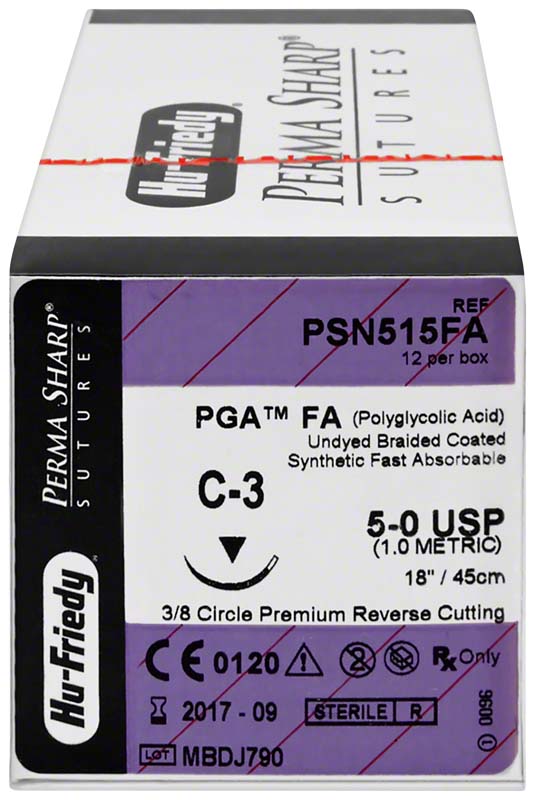 Hu-Friedy®
PERMA SHARP®
SUTURES
PERMA SHARP®
SUTURES
Hu-Friedy®
REF
PSN515FA
12 per box
PGA™ FA (Polyglycolic Acid)
Undyed Braided Coated
Synthetic Fast Absorbable
C-3
5-0 USP
(1.0 METRIC)
18" / 45cm
3/8 Circle Premium Reverse Cutting
CE 0120 Rx Only
2017 - 09 STERILE R
LOT MBDJ790
0096